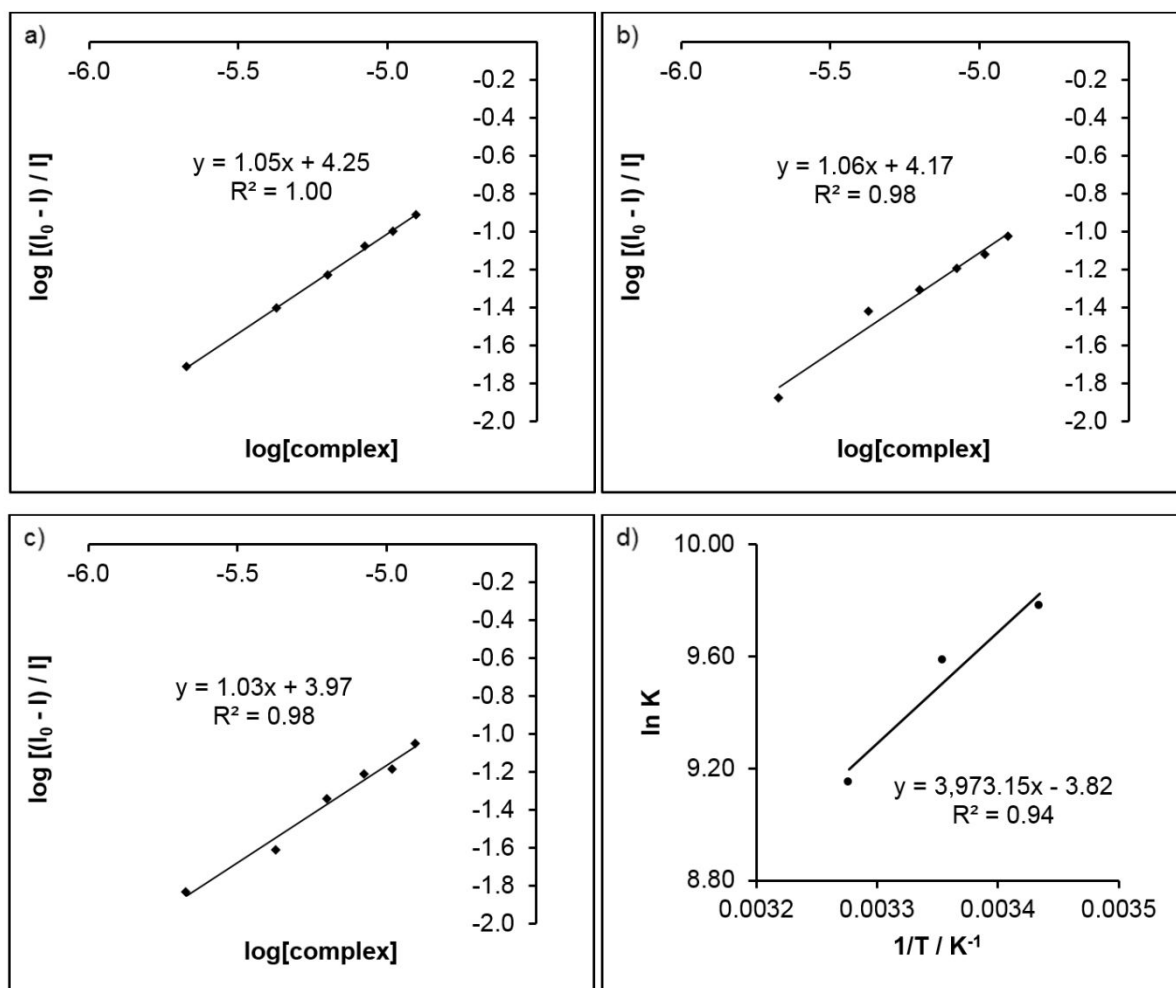 a)
-6.0 -5.5 -5.0
-0.2
-0.4
-0.6
-0.8
-1.0
-1.2
-1.4
-1.6
-1.8
-2.0
y = 1.05x + 4.25
R² = 1.00
log [(I₀ - I) / I]
log[complex]
b)
-6.0 -5.5 -5.0
-0.2
-0.4
-0.6
-0.8
-1.0
-1.2
-1.4
-1.6
-1.8
-2.0
y = 1.06x + 4.17
R² = 0.98
log [(I₀ - I) / I]
log[complex]
c)
-6.0 -5.5 -5.0
-0.2
-0.4
-0.6
-0.8
-1.0
-1.2
-1.4
-1.6
-1.8
-2.0
y = 1.03x + 3.97
R² = 0.98
log [(I₀ - I) / I]
log[complex]
d)
10.00
9.60
9.20
8.80
ln K
y = 3,973.15x - 3.82
R² = 0.94
0.0032 0.0033 0.0034 0.0035
1/T / K⁻¹